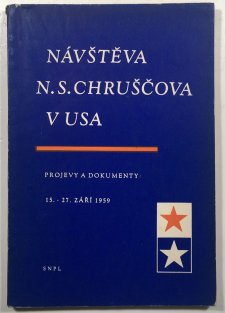 NÁVŠTĚVA
N. S. CHRUŠČOVA
V USA
PROJEVY A DOKUMENTY
15. - 27. ZÁŘÍ 1959
SNPL